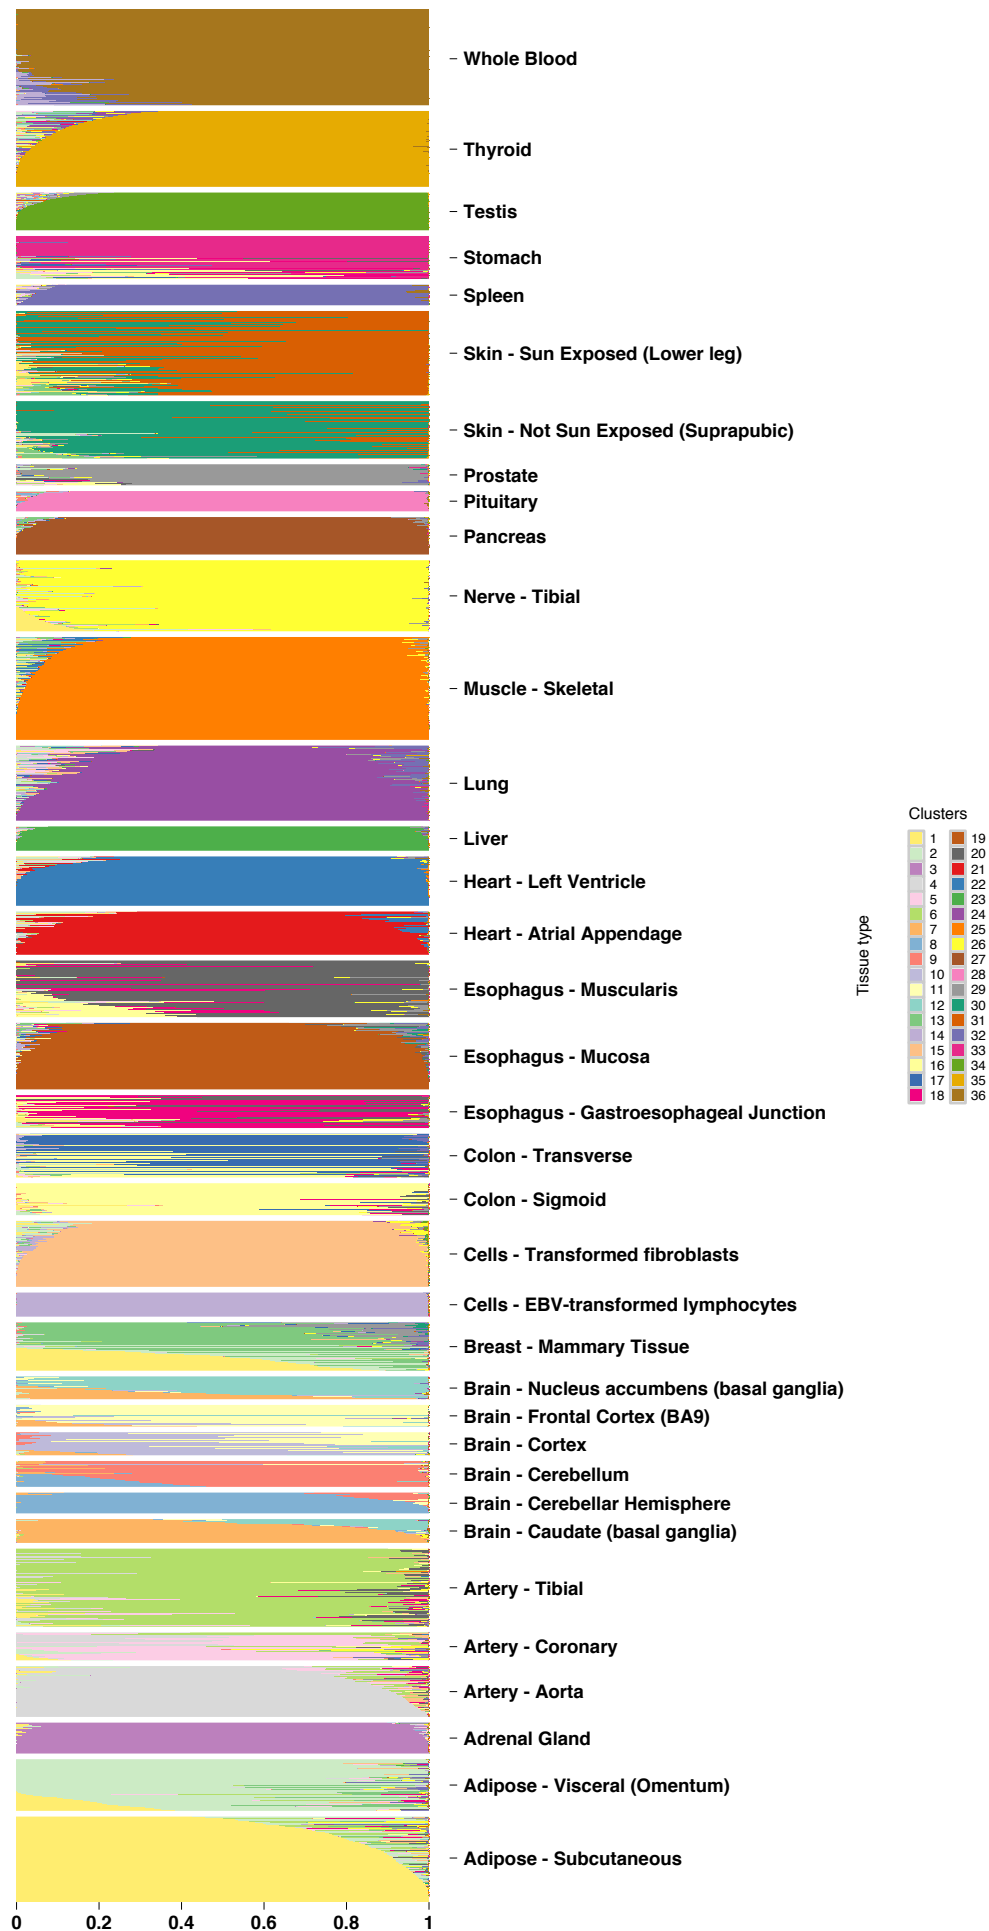 Whole Blood
Thyroid
Testis
Stomach
Spleen
Skin - Sun Exposed (Lower leg)
Skin - Not Sun Exposed (Suprapubic)
Prostate
Pituitary
Pancreas
Nerve - Tibial
Muscle - Skeletal
Lung
Liver
Heart - Left Ventricle
Heart - Atrial Appendage
Esophagus - Muscularis
Esophagus - Mucosa
Esophagus - Gastroesophageal Junction
Colon - Transverse
Colon - Sigmoid
Cells - Transformed fibroblasts
Cells - EBV-transformed lymphocytes
Breast - Mammary Tissue
Brain - Nucleus accumbens (basal ganglia)
Brain - Frontal Cortex (BA9)
Brain - Cortex
Brain - Cerebellum
Brain - Cerebellar Hemisphere
Brain - Caudate (basal ganglia)
Artery - Tibial
Artery - Coronary
Artery - Aorta
Adrenal Gland
Adipose - Visceral (Omentum)
Adipose - Subcutaneous
0 0.2 0.4 0.6 0.8 1
Tissue type
Clusters
1 19
2 20
3 21
4 22
5 23
6 24
7 25
8 26
9 27
10 28
11 29
12 30
13 31
14 32
15 33
16 34
17 35
18 36